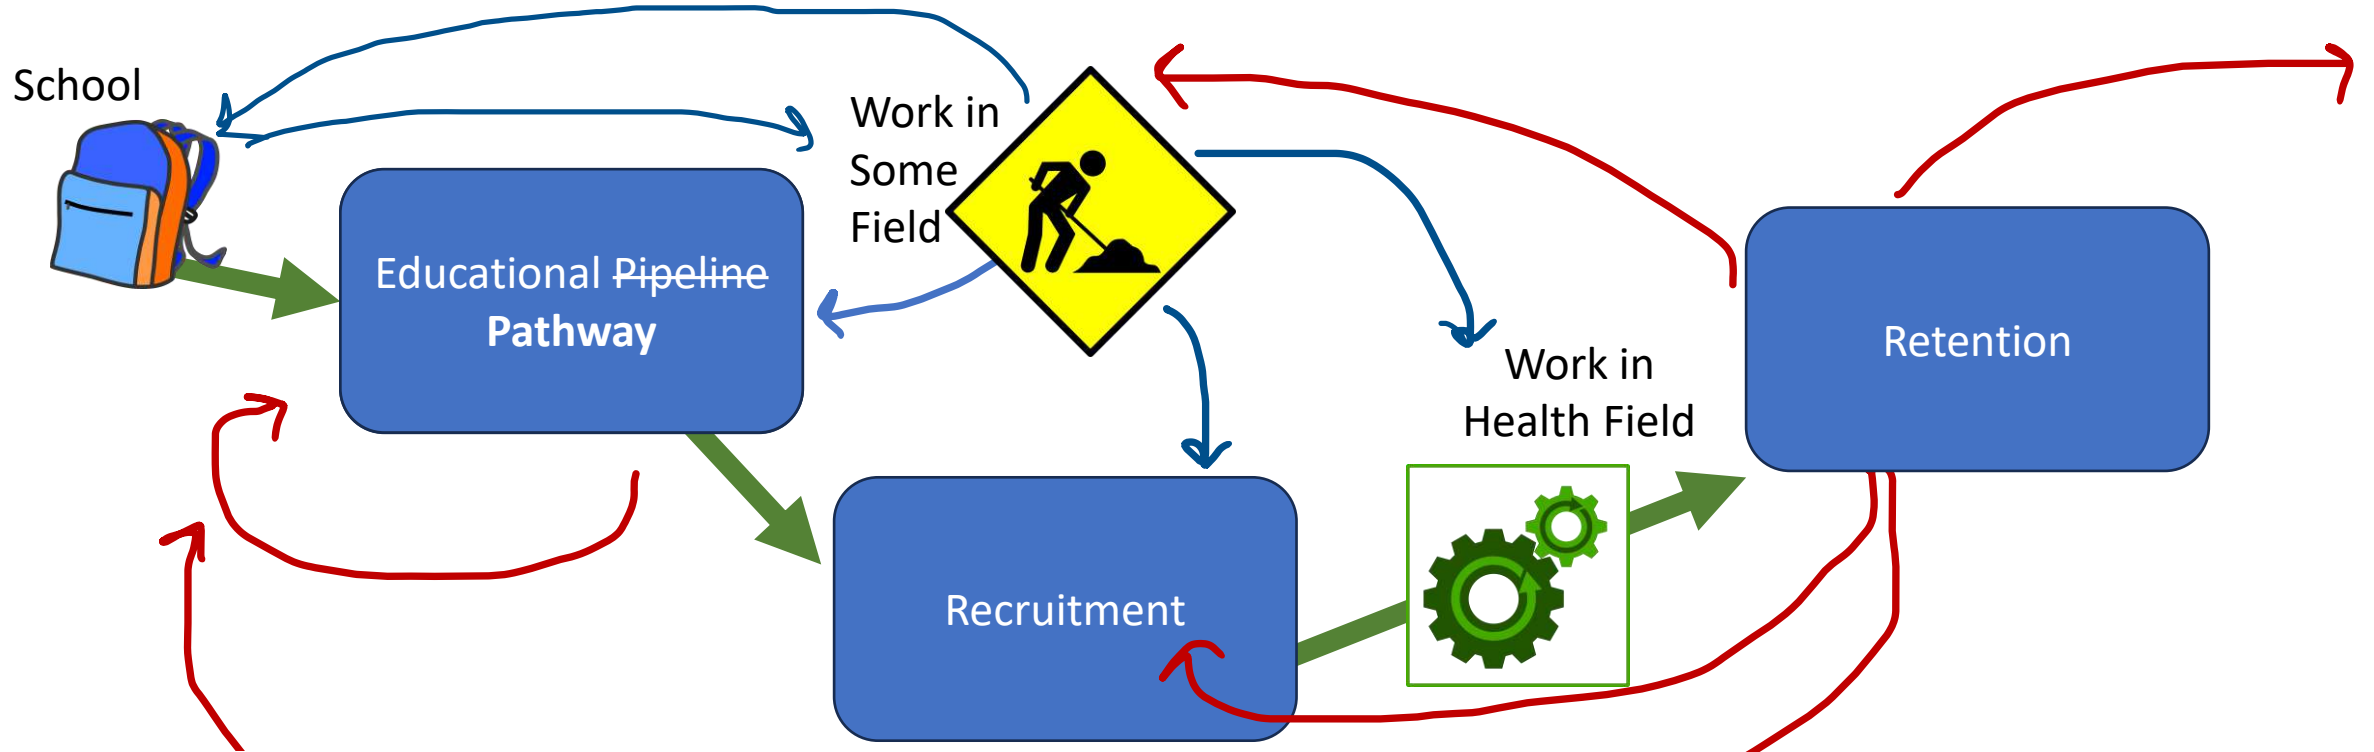 School
Work in
Some
Field
Educational Pipeline
Pathway
Work in
Health Field
Retention
Recruitment